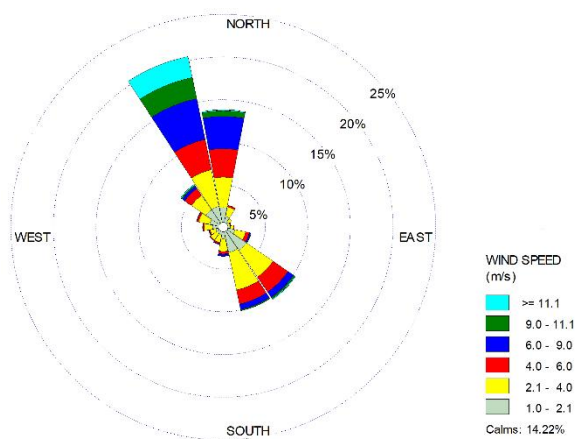 NORTH
25%
20%
15%
10%
5%
WEST
EAST
WIND SPEED
(m/s)
>= 11.1
9.0 - 11.1
6.0 - 9.0
4.0 - 6.0
2.1 - 4.0
1.0 - 2.1
Calms: 14.22%
SOUTH